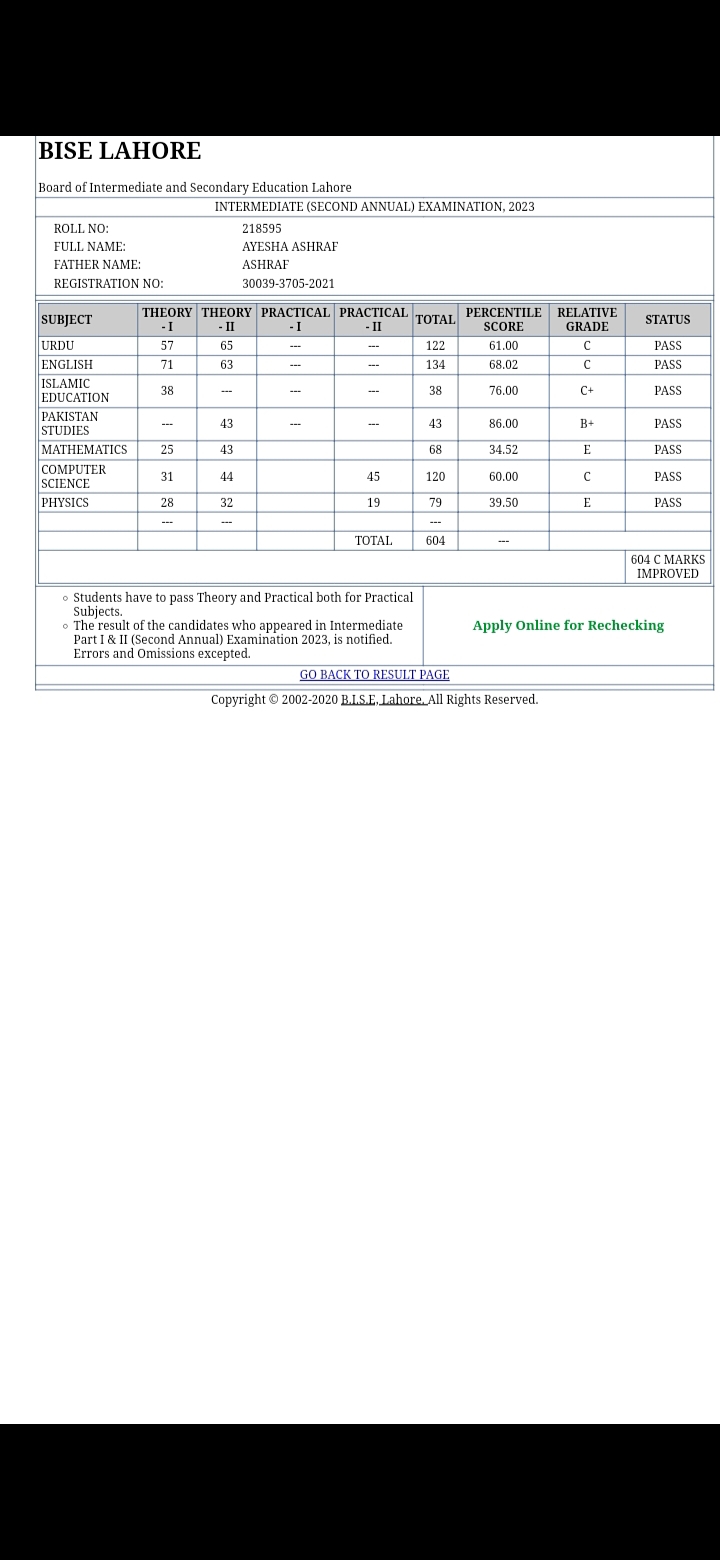 BISE LAHORE
Board of Intermediate and Secondary Education Lahore
INTERMEDIATE (SECOND ANNUAL) EXAMINATION, 2023
ROLL NO: 218595
FULL NAME: AYESHA ASHRAF
FATHER NAME: ASHRAF
REGISTRATION NO: 30039-3705-2021
SUBJECT THEORY - I THEORY - II PRACTICAL - I PRACTICAL - II TOTAL PERCENTILE SCORE RELATIVE GRADE STATUS
URDU 57 65 --- --- 122 61.00 C PASS
ENGLISH 71 63 --- --- 134 68.02 C PASS
ISLAMIC EDUCATION 38 --- --- --- 38 76.00 C+ PASS
PAKISTAN STUDIES --- 43 --- --- 43 86.00 B+ PASS
MATHEMATICS 25 43 68 34.52 E PASS
COMPUTER SCIENCE 31 44 45 120 60.00 C PASS
PHYSICS 28 32 19 79 39.50 E PASS
--- --- ---
TOTAL 604 ---
604 C MARKS
IMPROVED
◦ Students have to pass Theory and Practical both for Practical
Subjects.
◦ The result of the candidates who appeared in Intermediate
Part I & II (Second Annual) Examination 2023, is notified.
Errors and Omissions excepted.
Apply Online for Rechecking
GO BACK TO RESULT PAGE
Copyright © 2002-2020 B.I.S.E, Lahore. All Rights Reserved.